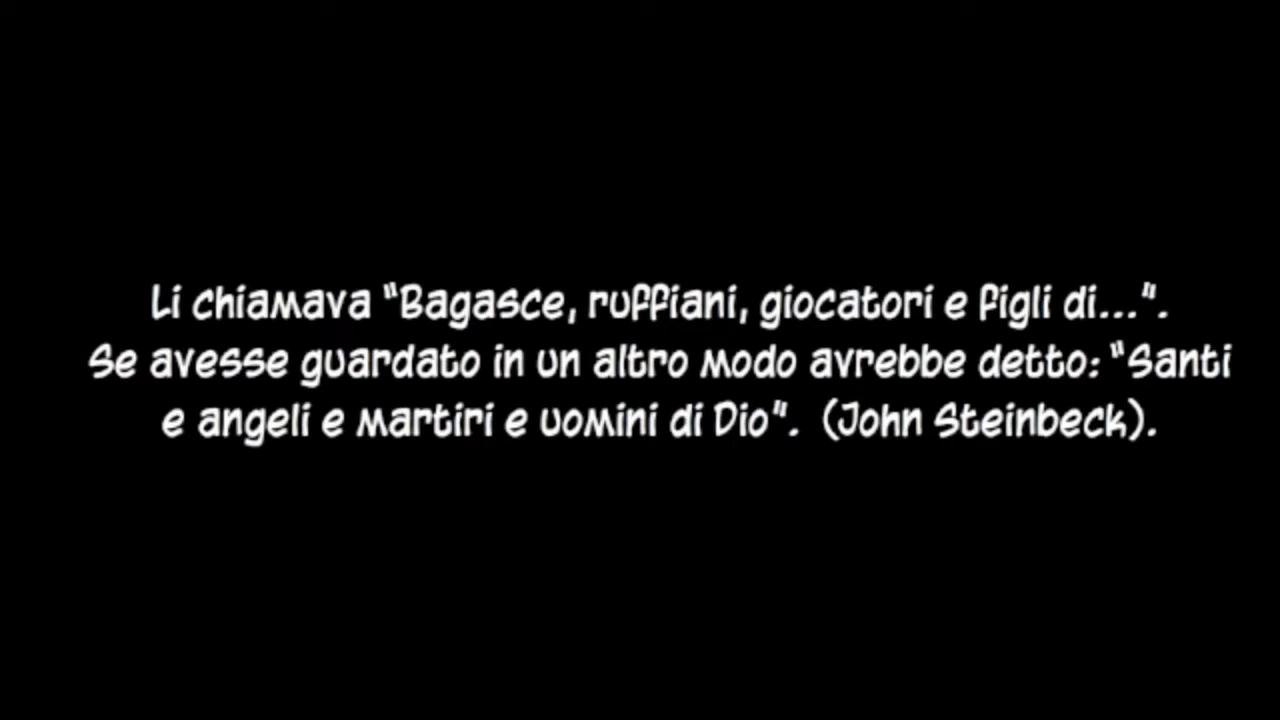 Li chiamava "Bagasce, ruffiani, giocatori e figli di...".
Se avesse guardato in un altro modo avrebbe detto: "Santi
e angeli e martiri e uomini di Dio". (John Steinbeck).